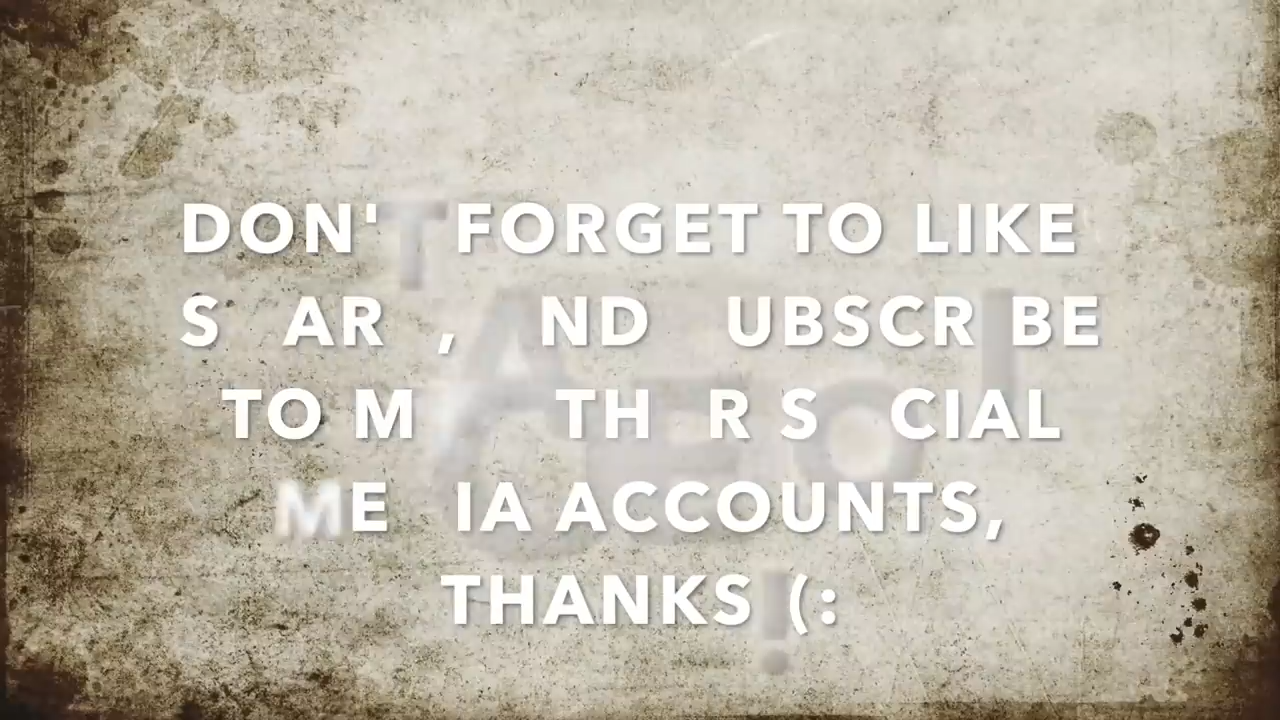 DON'T FORGET TO LIKE
S AR , ND UBSCR BE
TO M TH R S CIAL
ME IA ACCOUNTS,
THANKS ! (: